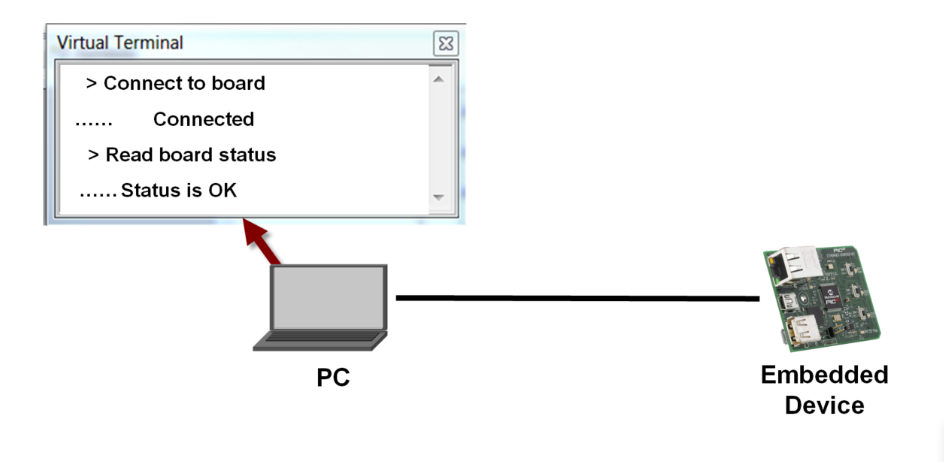 Virtual Terminal
> Connect to board
...... Connected
> Read board status
...... Status is OK
PC
Embedded
Device